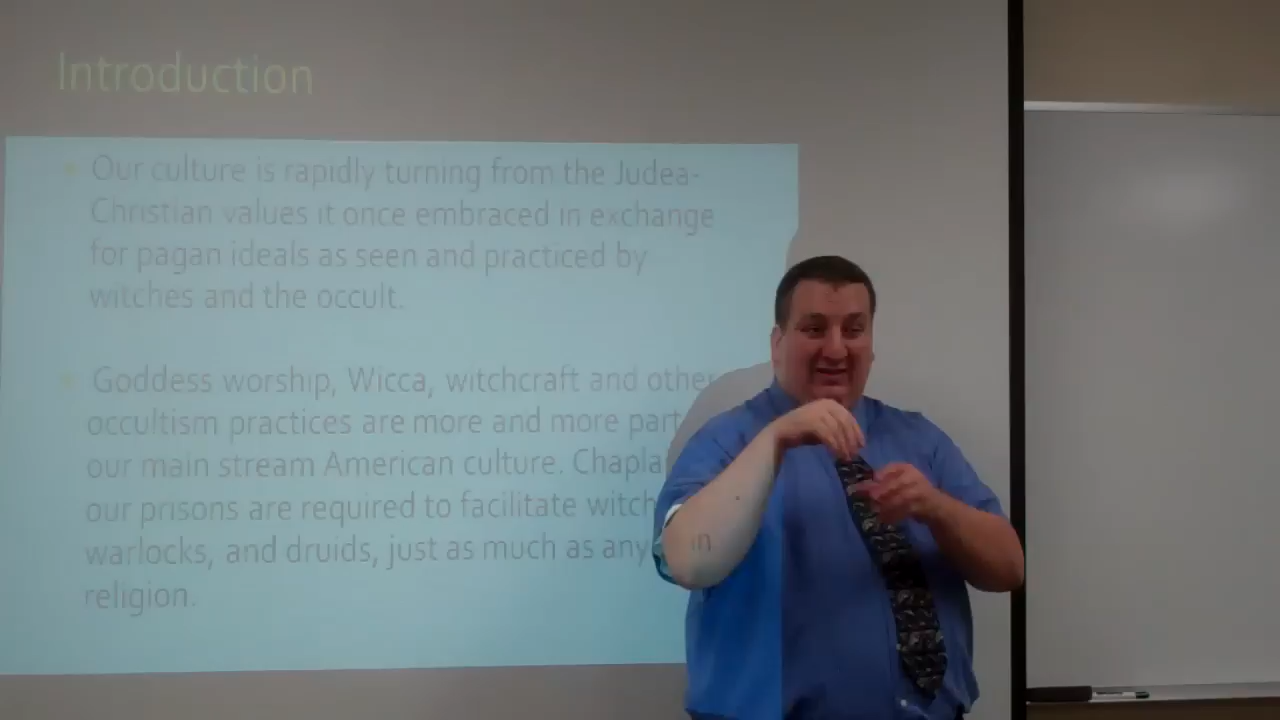 Introduction
Our culture is rapidly turning from the Judea-
Christian values it once embraced in exchange
for pagan ideals as seen and practiced by
witches and the occult.
Goddess worship, Wicca, witchcraft and other
occultism practices are more and more part
our main stream American culture.
our prisons are required to facilitate
warlocks, and druids, just as much as any in
religion.